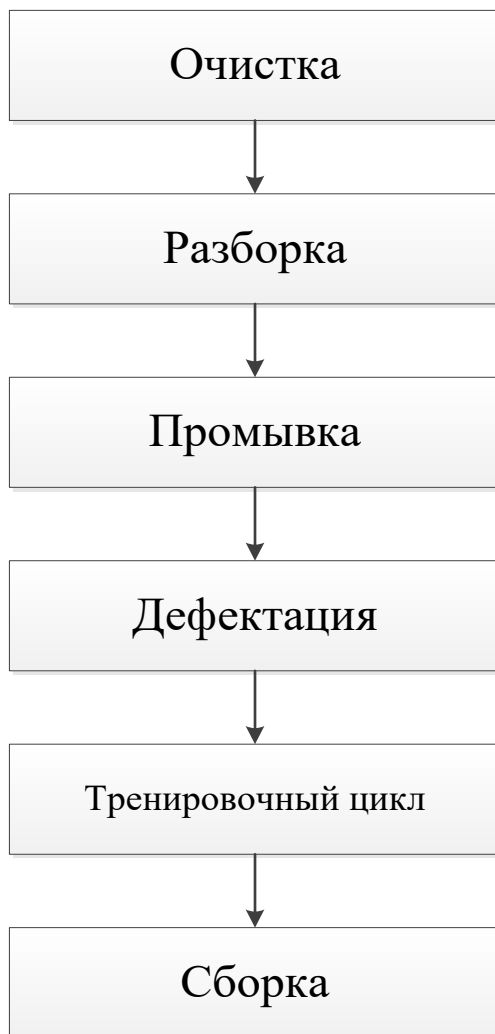 Очистка
Разборка
Промывка
Дефектация
Тренировочный цикл
Сборка